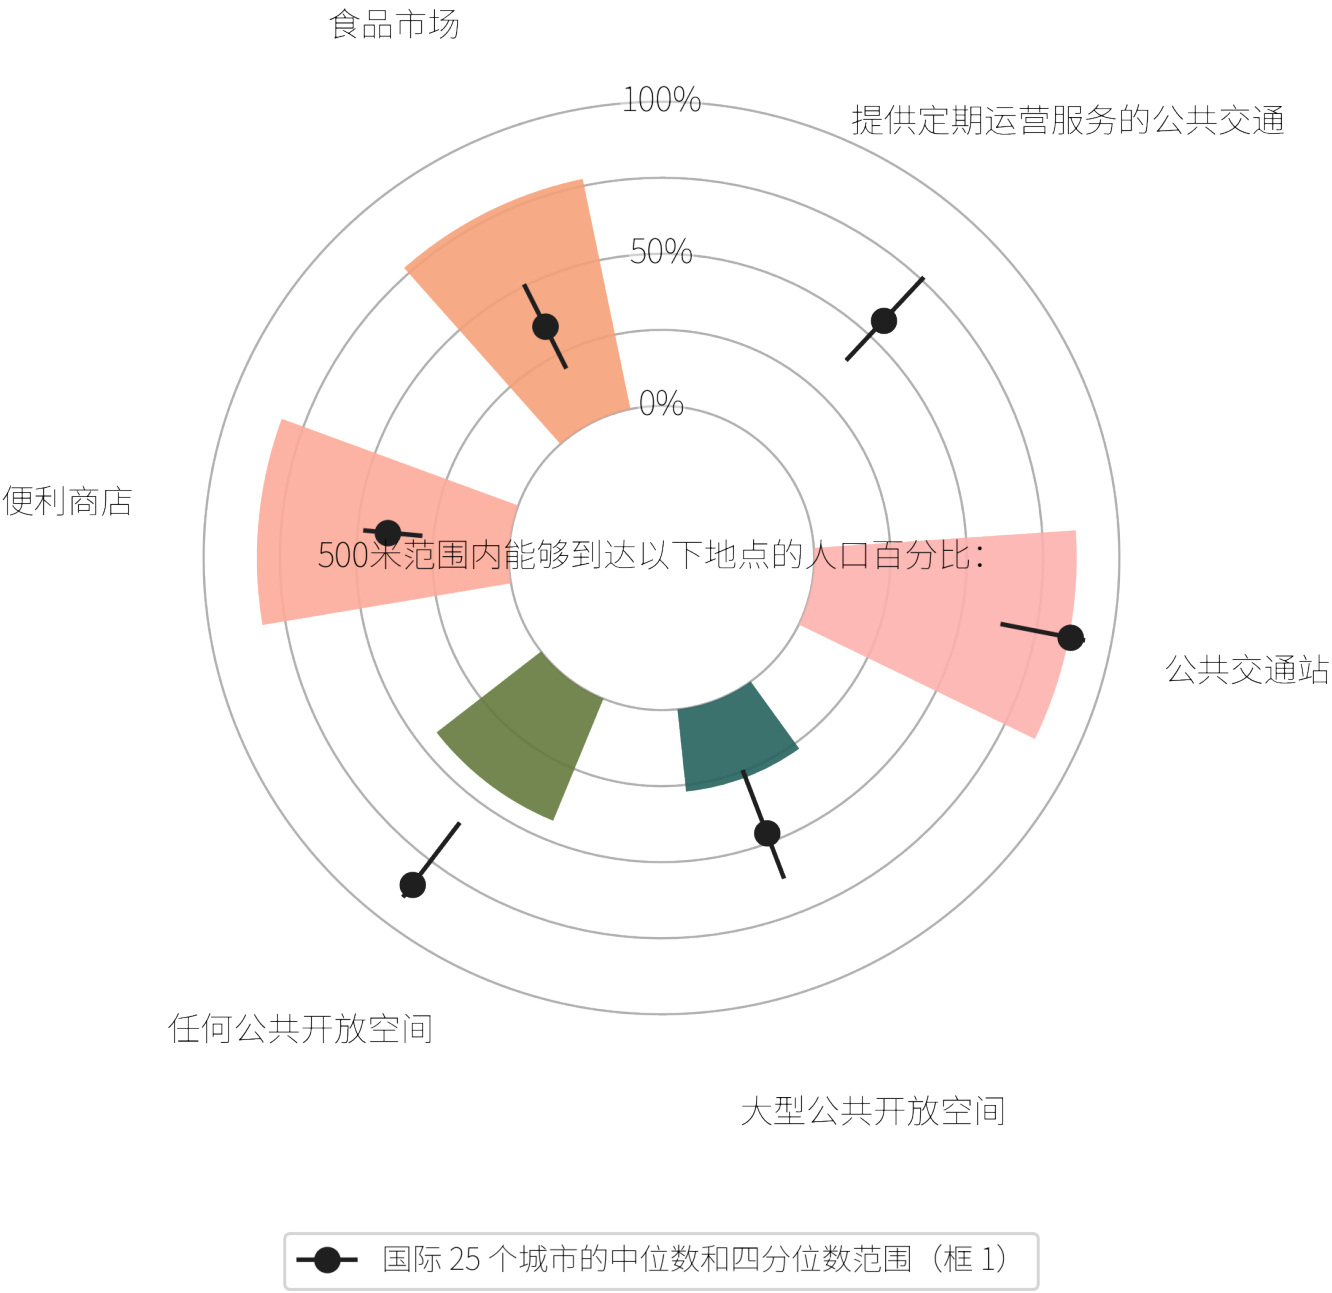 食品市场
100%
提供定期运营服务的公共交通
50%
0%
便利商店
500米范围内能够到达以下地点的人口百分比：
公共交通站
任何公共开放空间
大型公共开放空间
国际 25 个城市的中位数和四分位数范围（框 1）